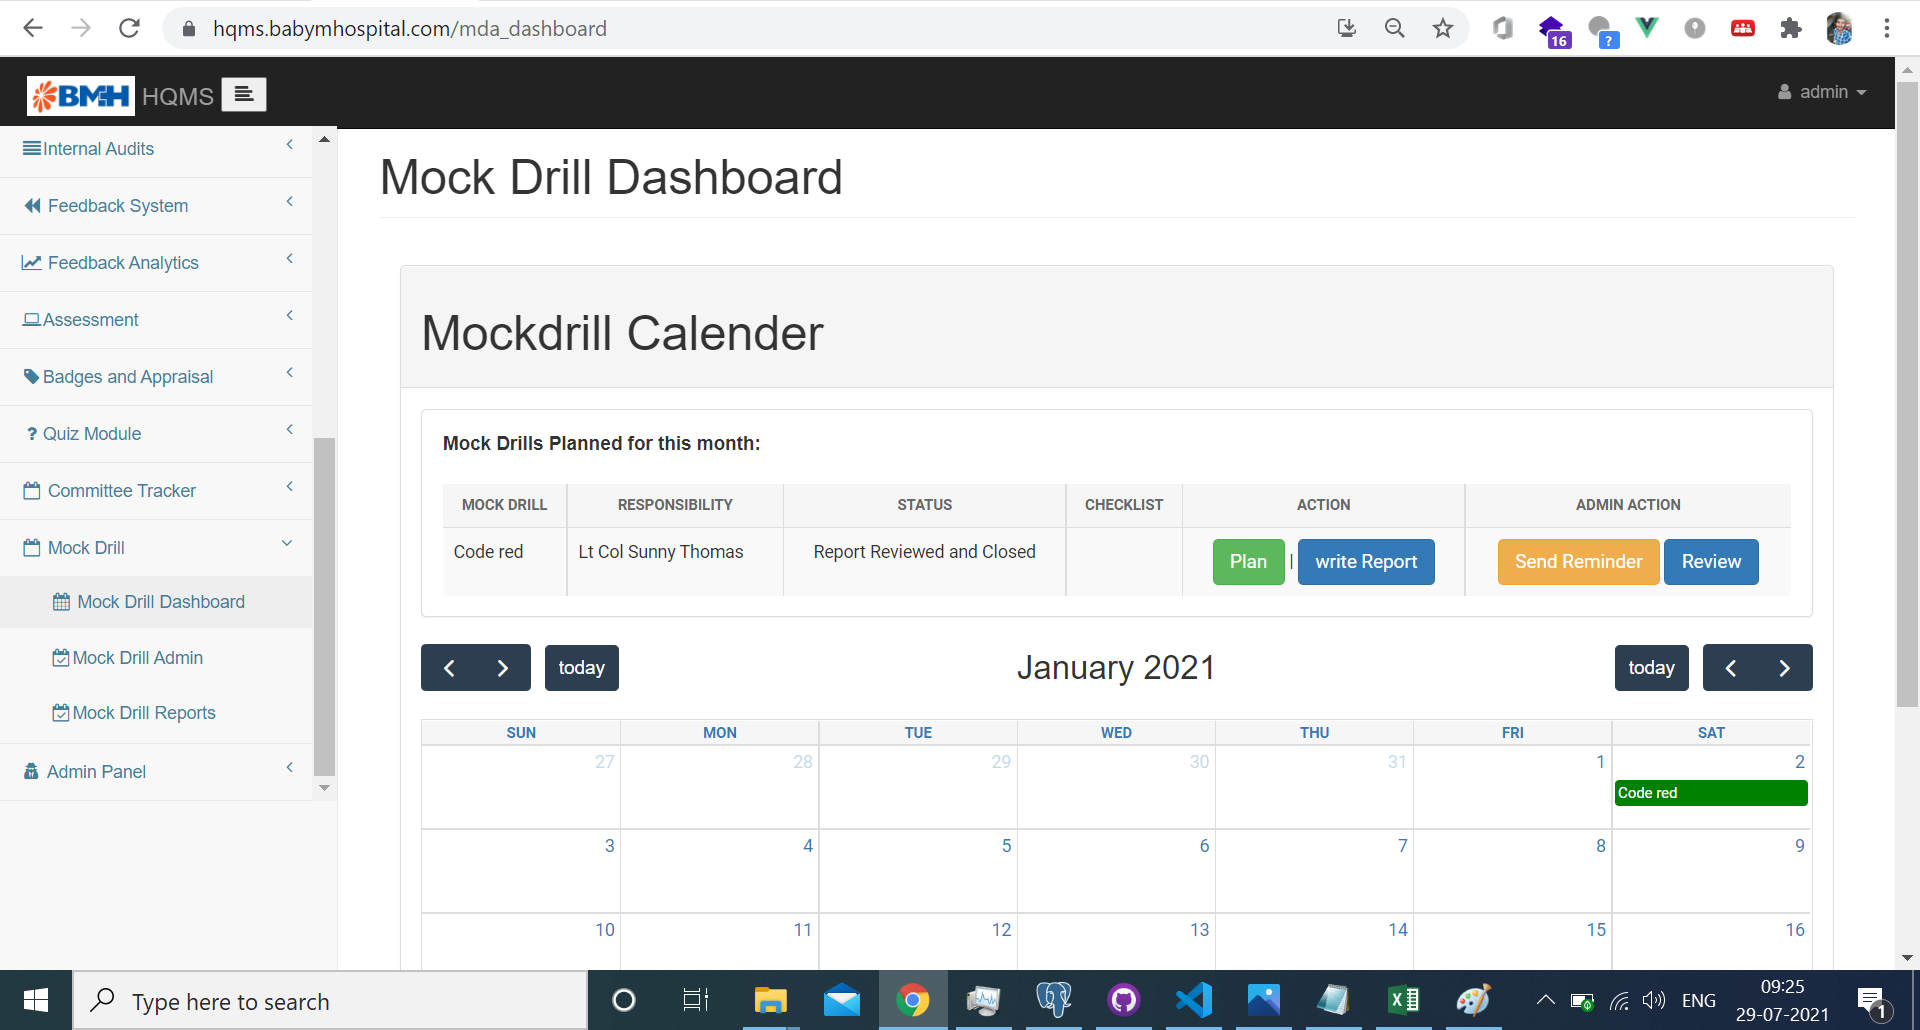 hqms.babymhospital.com/mda_dashboard
16
?
BMH HQMS
admin
Internal Audits
Feedback System
Feedback Analytics
Assessment
Badges and Appraisal
? Quiz Module
Committee Tracker
Mock Drill
Mock Drill Dashboard
Mock Drill Admin
Mock Drill Reports
Admin Panel
Mock Drill Dashboard
Mockdrill Calender
Mock Drills Planned for this month:
MOCK DRILL RESPONSIBILITY STATUS CHECKLIST ACTION ADMIN ACTION
Code red Lt Col Sunny Thomas Report Reviewed and Closed Plan | write Report Send Reminder Review
today January 2021 today
SUN MON TUE WED THU FRI SAT
27 28 29 30 31 1 2
Code red
3 4 5 6 7 8 9
10 11 12 13 14 15 16
Type here to search
ENG
09:25
29-07-2021
1